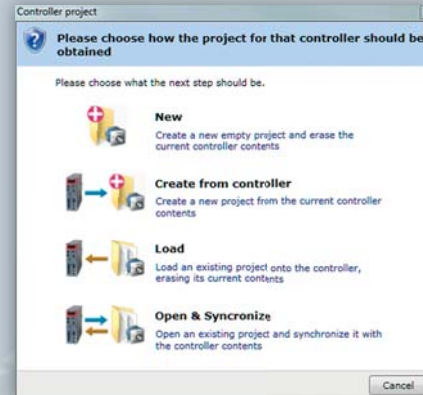 Controller project
Please choose how the project for that controller should be
obtained
Please choose what the next step should be.
New
Create a new empty project and erase the
current controller contents
Create from controller
Create a new project from the current controller
contents
Load
Load an existing project onto the controller,
erasing its current contents
Open & Syncronize
Open an existing project and synchronize it with
the controller contents
Cancel